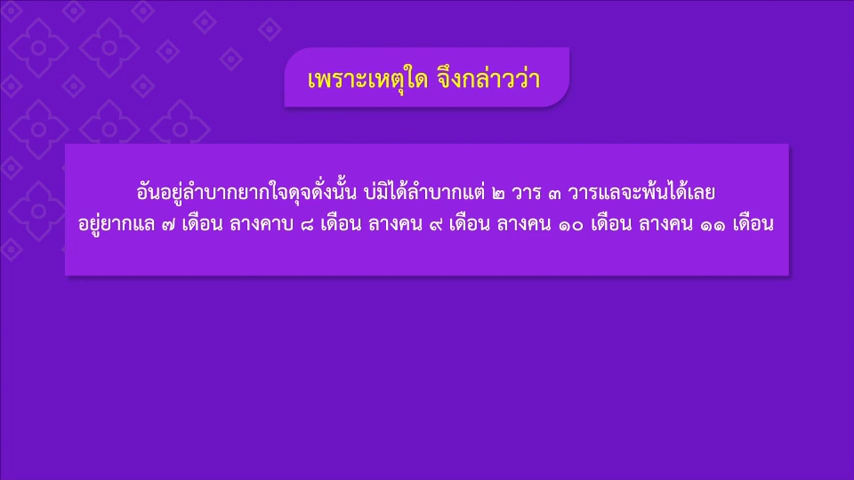 เพราะเหตุใด จึงกล่าวว่า
อันอยู่ลำบากยากใจดุจดั่งนั้น บ่มิได้ลำบากแต่ ๒ วาร ๓ วารแลจะพ้นได้เลย
อยู่ยากแล ๗ เดือน ลางคาบ ๘ เดือน ลางคน ๙ เดือน ลางคน ๑๐ เดือน ลางคน ๑๑ เดือน